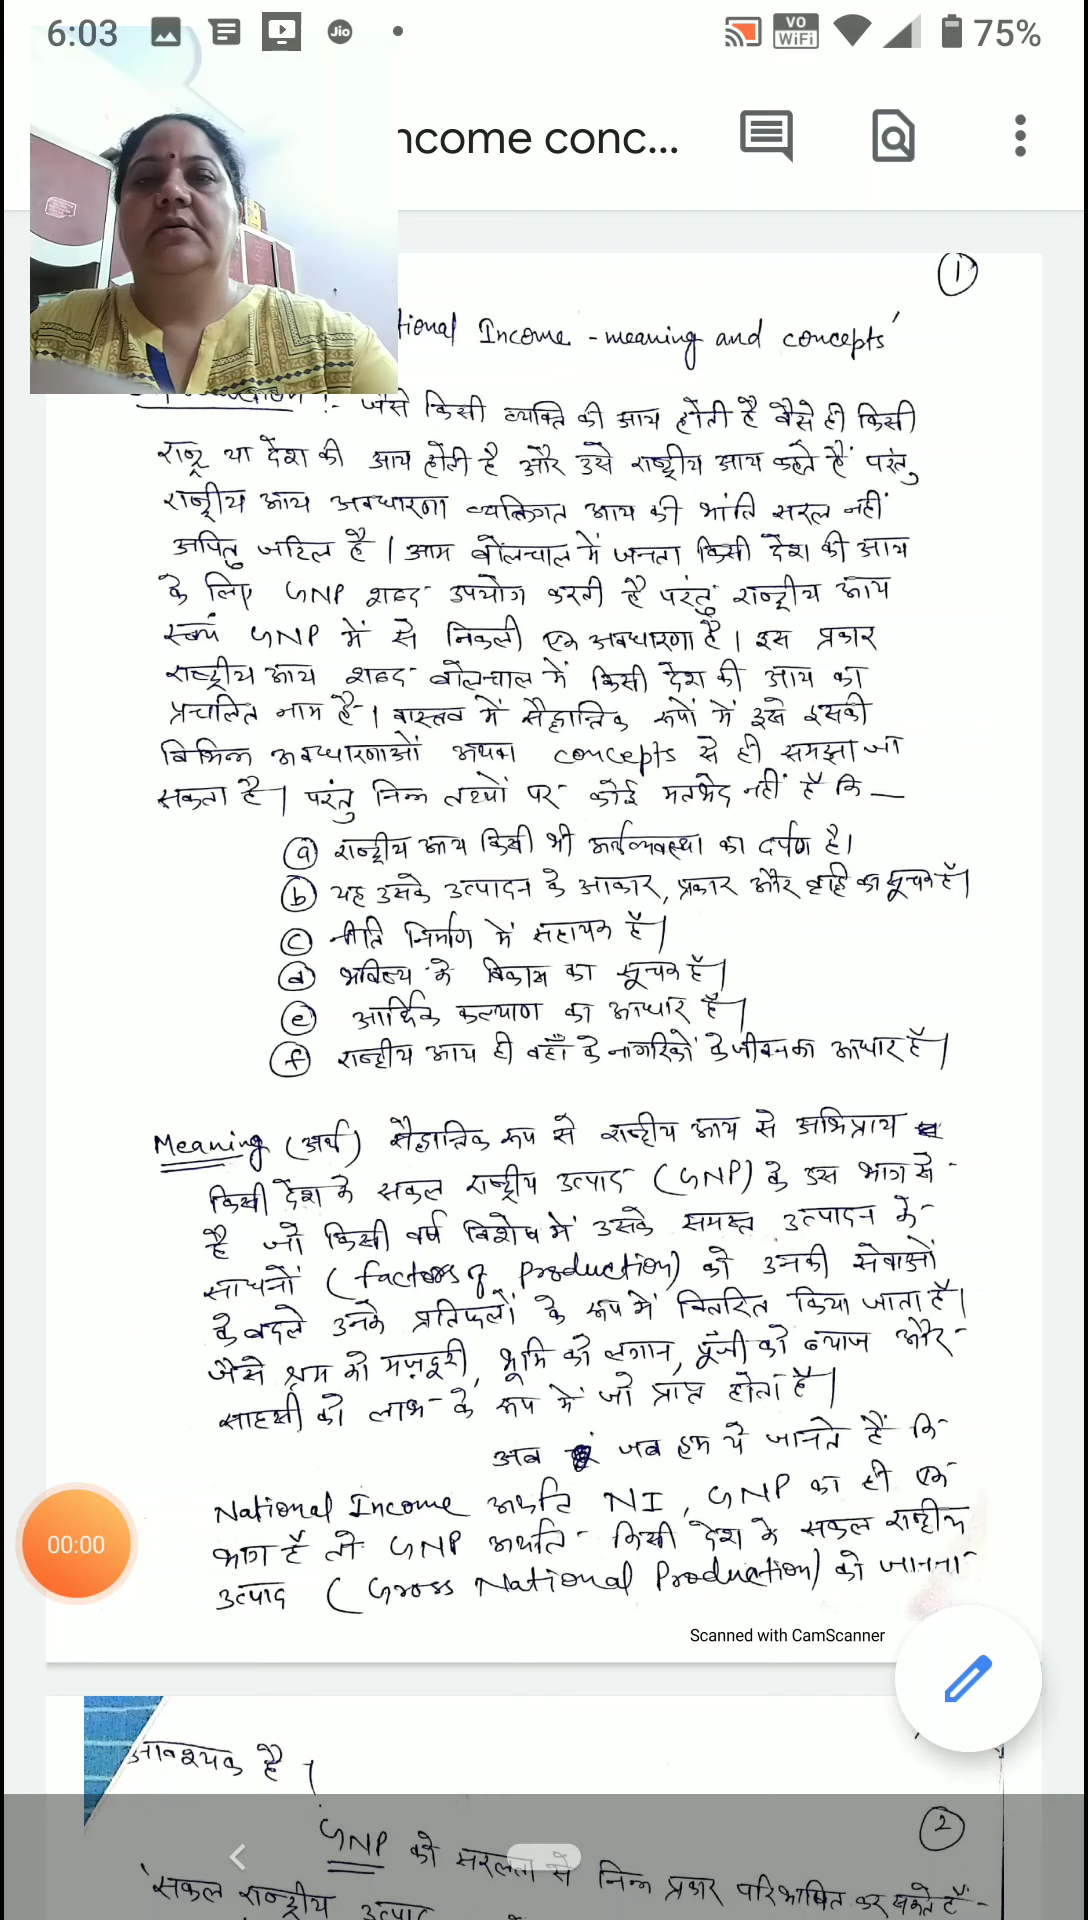 6:03
Jio
VO WiFi
75%
ncome conc...
1
tional Income - meaning and concepts'
:- जैसे किसी व्यक्ति की आय होती है वैसे ही किसी
राष्ट्र या देश की आय होती है और उसे राष्ट्रीय आय कहते हैं परंतु
राष्ट्रीय आय अवधारणा व्यक्तिगत आय की भांति सरल नहीं
अपितु जटिल है। आम बोलचाल में जनता किसी देश की आय
के लिए GNP शब्द उपयोग करती है परंतु राष्ट्रीय आय
स्वयं GNP में से निकली एक अवधारणा है। इस प्रकार
राष्ट्रीय आय शब्द बोलचाल में किसी देश की आय का
प्रचलित नाम है। वास्तव में सैद्धान्तिक रूपों में इसे इसकी
विभिन्न अवधारणाओं अथवा concepts से ही समझा जा
सकता है। परंतु निम्न तथ्यों पर कोई मतभेद नहीं है कि —
(a) राष्ट्रीय आय किसी भी अर्थव्यवस्था का दर्पण है।
(b) यह उसके उत्पादन के आकार, प्रकार और वृद्धि का सूचक है।
(c) नीति निर्माण में सहायक है।
(d) भविष्य के विकास का सूचक है।
(e) आर्थिक कल्याण का आधार है।
(f) राष्ट्रीय आय ही वहाँ के नागरिकों के जीवन का आधार है।
Meaning (अर्थ) सैद्धान्तिक रूप से राष्ट्रीय आय से अभिप्राय
किसी देश के सकल राष्ट्रीय उत्पाद (GNP) के उस भाग से
है जो किसी वर्ष विशेष में उसके समस्त उत्पादन के
साधनों (factors of production) को उनकी सेवाओं
के बदले उनके प्रतिफलों के रूप में वितरित किया जाता है।
जैसे श्रम को मज़दूरी, भूमि को लगान, पूँजी को ब्याज और
साहसी को लाभ के रूप में जो प्राप्त होता है।
अब जब हम ये जानते हैं कि
National Income अर्थात NI, GNP का ही एक
भाग है तो GNP अर्थात किसी देश के सकल राष्ट्रीय
उत्पाद (Gross National Production) को जानना
00:00
Scanned with CamScanner
आवश्यक है।
2
GNP को सरलता से निम्न प्रकार परिभाषित कर सकते हैं -
'सकल राष्ट्रीय उत्पाद